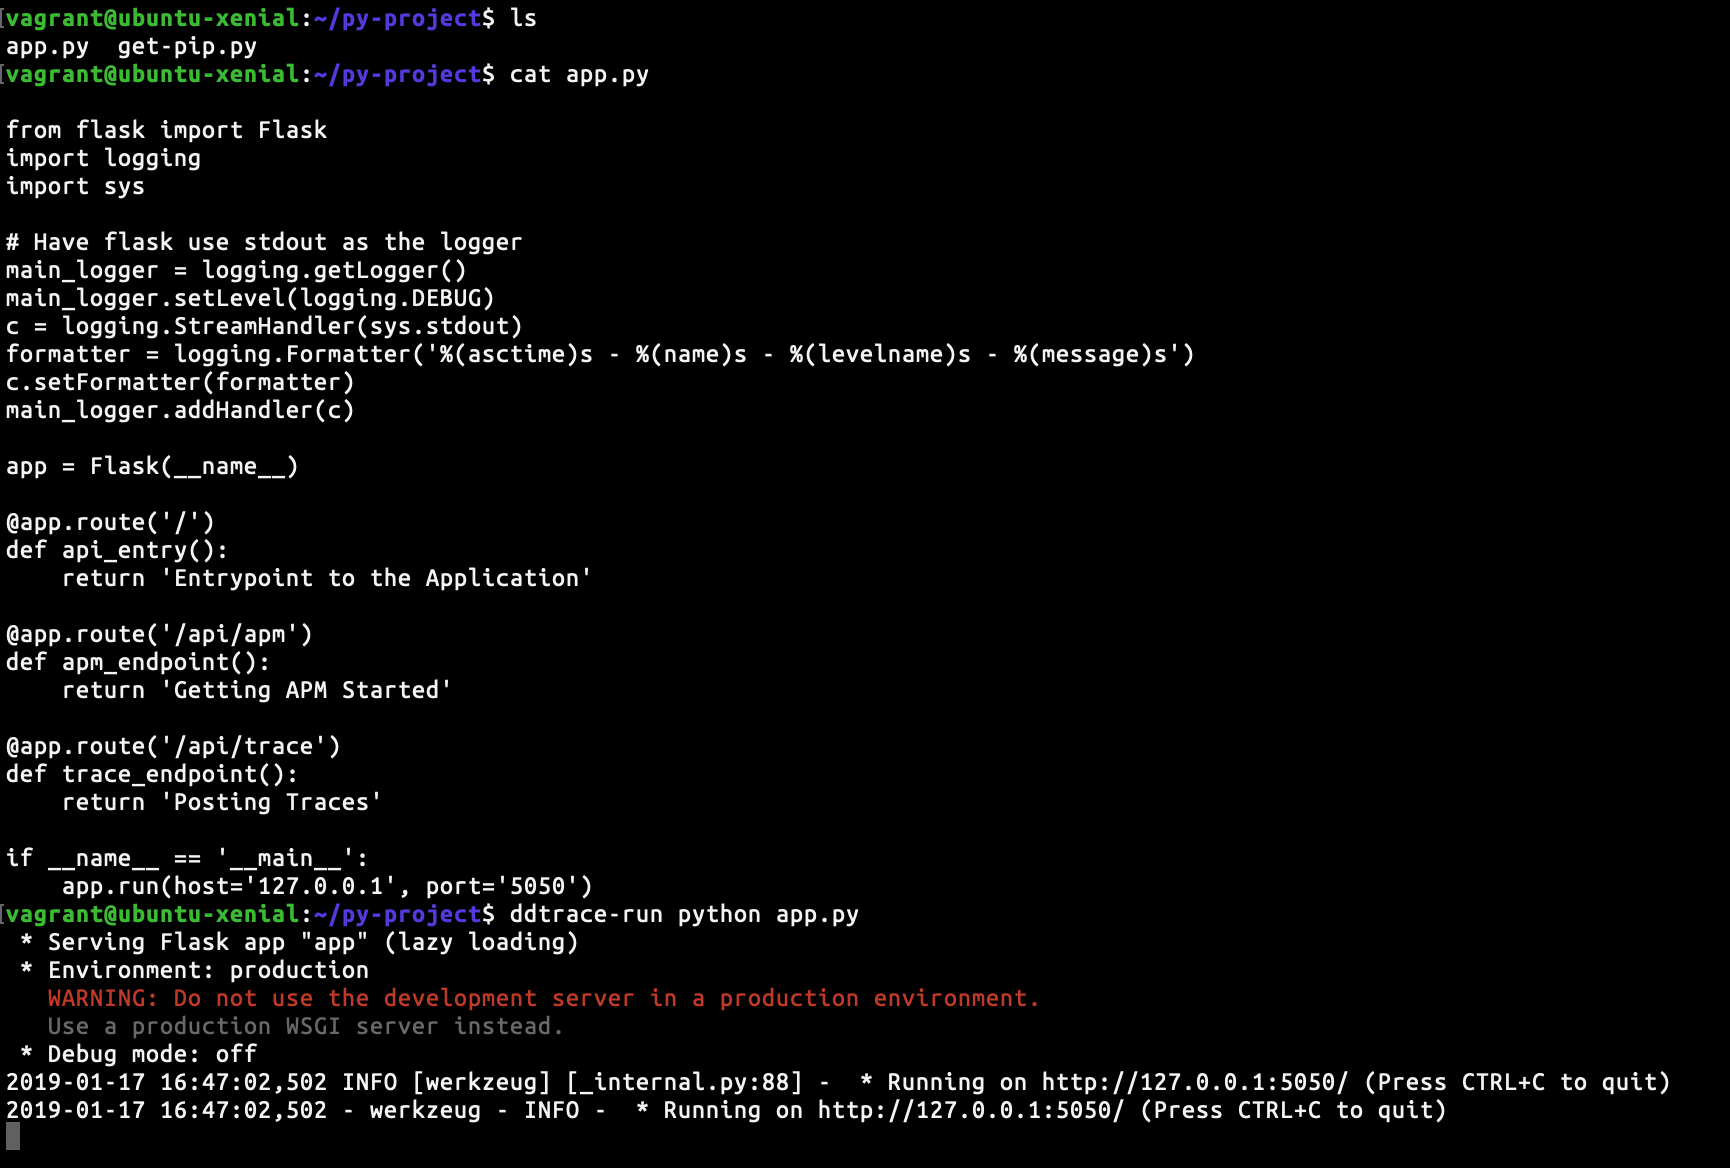 [vagrant@ubuntu-xenial:~/py-project$ ls
app.py  get-pip.py
[vagrant@ubuntu-xenial:~/py-project$ cat app.py

from flask import Flask
import logging
import sys

# Have flask use stdout as the logger
main_logger = logging.getLogger()
main_logger.setLevel(logging.DEBUG)
c = logging.StreamHandler(sys.stdout)
formatter = logging.Formatter('%(asctime)s - %(name)s - %(levelname)s - %(message)s')
c.setFormatter(formatter)
main_logger.addHandler(c)

app = Flask(__name__)

@app.route('/')
def api_entry():
    return 'Entrypoint to the Application'

@app.route('/api/apm')
def apm_endpoint():
    return 'Getting APM Started'

@app.route('/api/trace')
def trace_endpoint():
    return 'Posting Traces'

if __name__ == '__main__':
    app.run(host='127.0.0.1', port='5050')
[vagrant@ubuntu-xenial:~/py-project$ ddtrace-run python app.py
 * Serving Flask app "app" (lazy loading)
 * Environment: production
   WARNING: Do not use the development server in a production environment.
   Use a production WSGI server instead.
 * Debug mode: off
2019-01-17 16:47:02,502 INFO [werkzeug] [_internal.py:88] -  * Running on http://127.0.0.1:5050/ (Press CTRL+C to quit)
2019-01-17 16:47:02,502 - werkzeug - INFO -  * Running on http://127.0.0.1:5050/ (Press CTRL+C to quit)